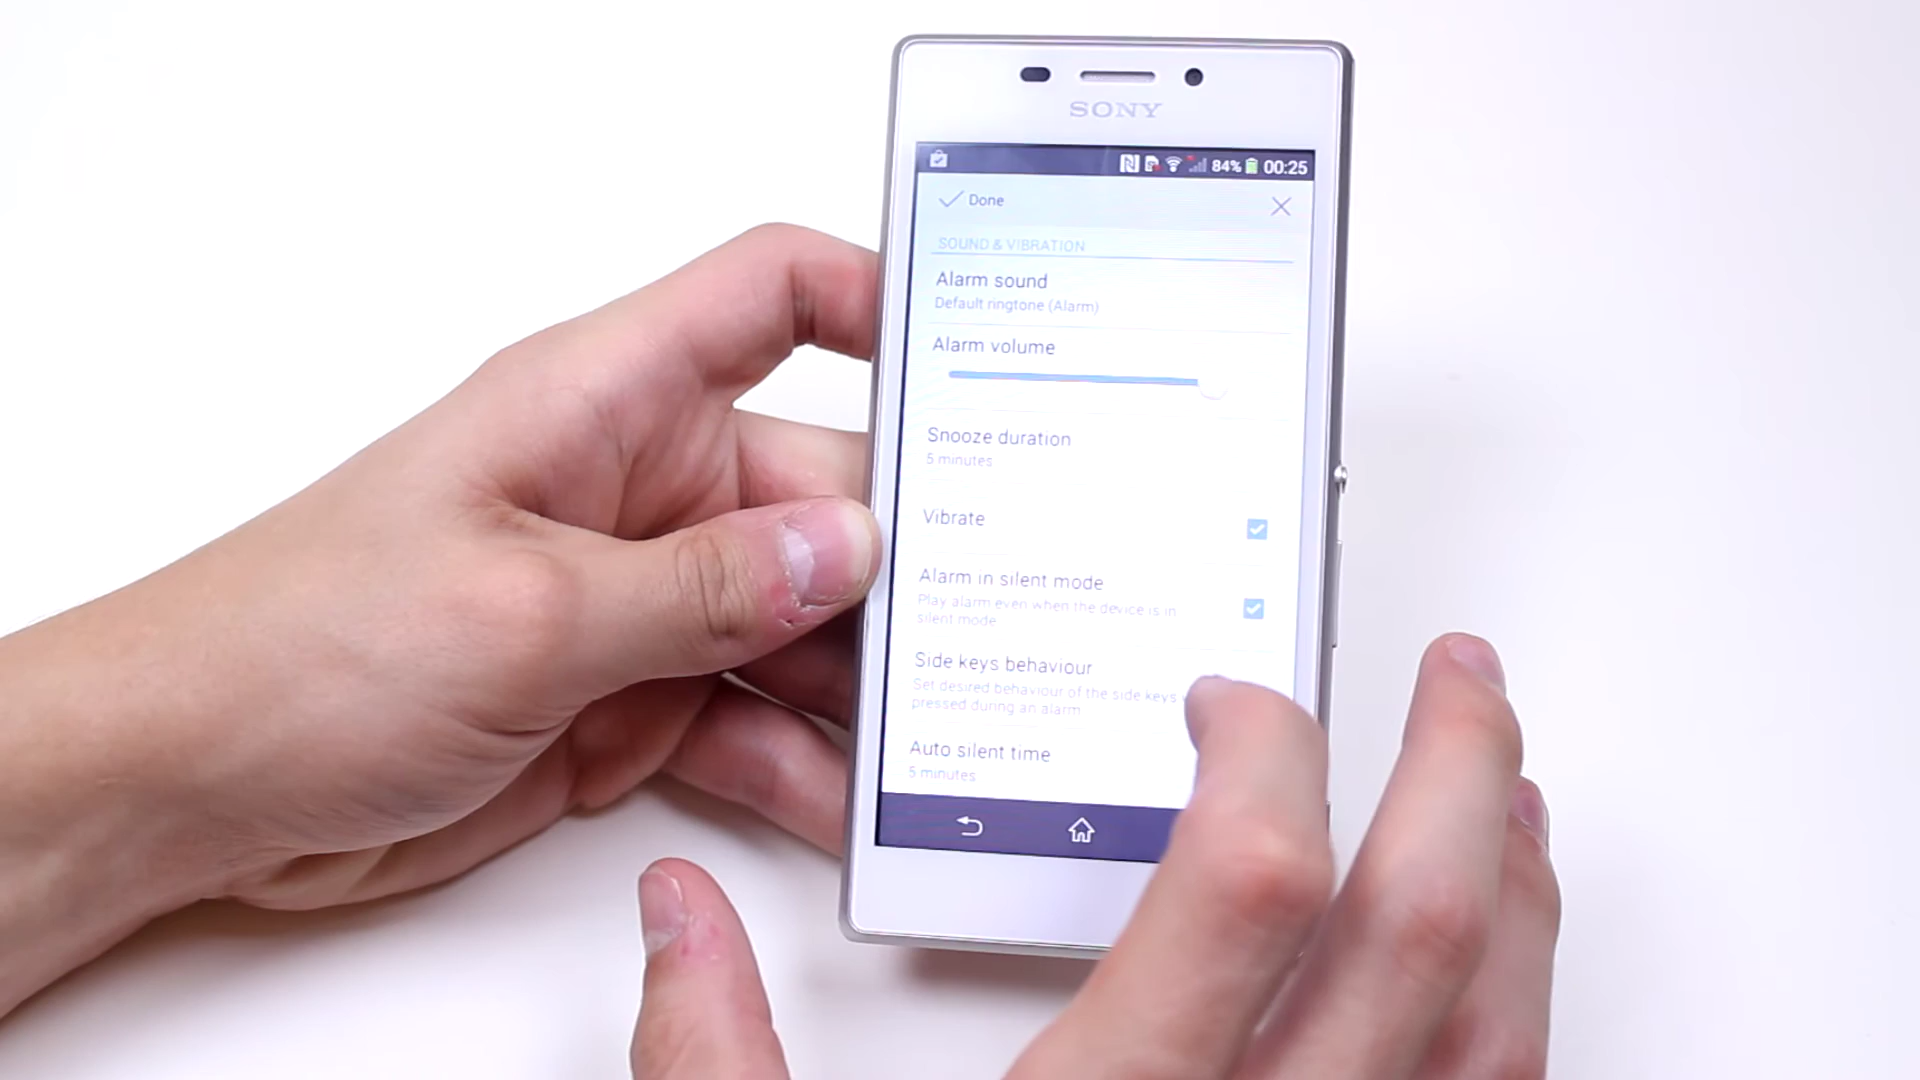 SONY
84% 00:25
Done
SOUND & VIBRATION
Alarm sound
Default ringtone (Alarm)
Alarm volume
Snooze duration
5 minutes
Vibrate
Alarm in silent mode
Play alarm even when the device is in
silent mode
Side keys behaviour
Set desired behaviour of the side keys
pressed during an alarm
Auto silent time
5 minutes